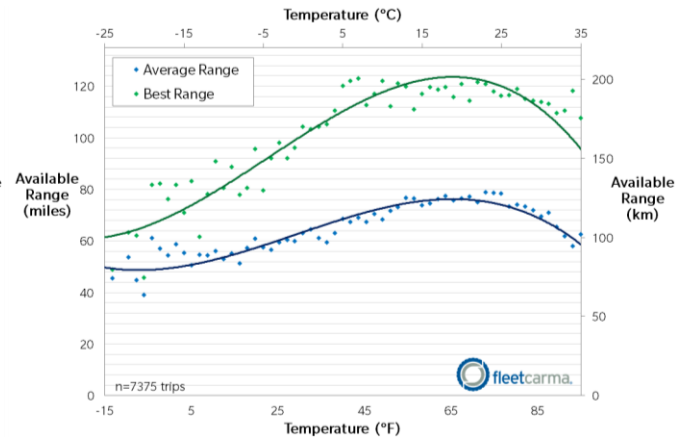 Temperature (°C)
-25 -15 -5 5 15 25 35
Average Range
Best Range
120
100
80
60
40
20
0
Available
Range
(miles)
200
150
100
50
0
Available
Range
(km)
n=7375 trips
fleetcarma.
-15 5 25 45 65 85
Temperature (°F)